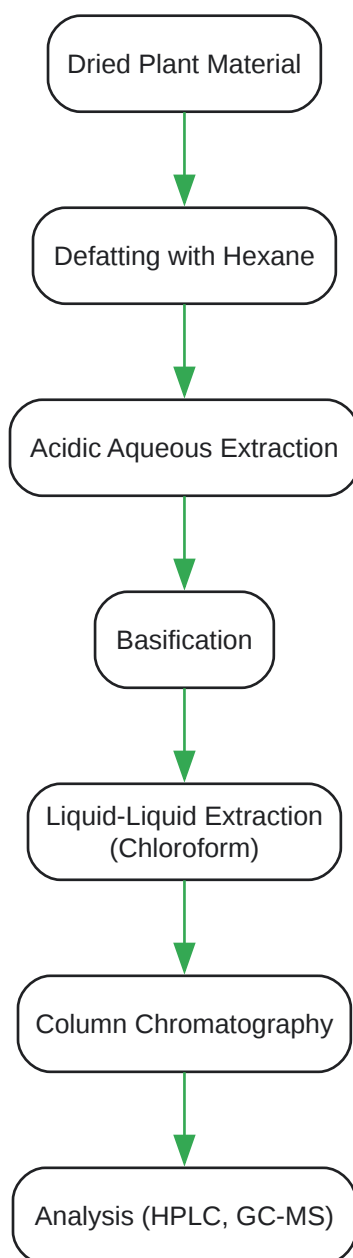 Dried Plant Material
Defatting with Hexane
Acidic Aqueous Extraction
Basification
Liquid-Liquid Extraction
(Chloroform)
Column Chromatography
Analysis (HPLC, GC-MS)